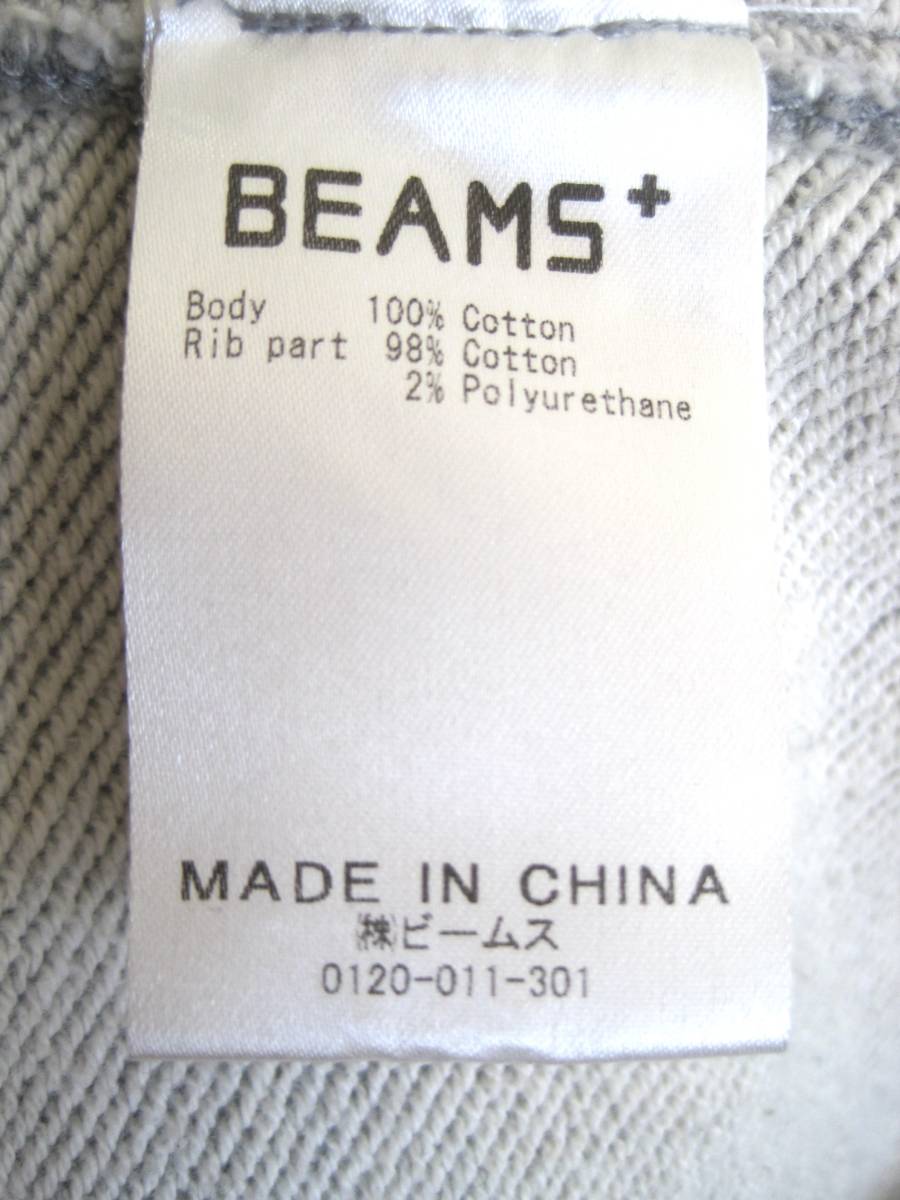 BEAMS+
Body 100% Cotton
Rib part 98% Cotton
2% Polyurethane
MADE IN CHINA
㈱ビームス
0120-011-301